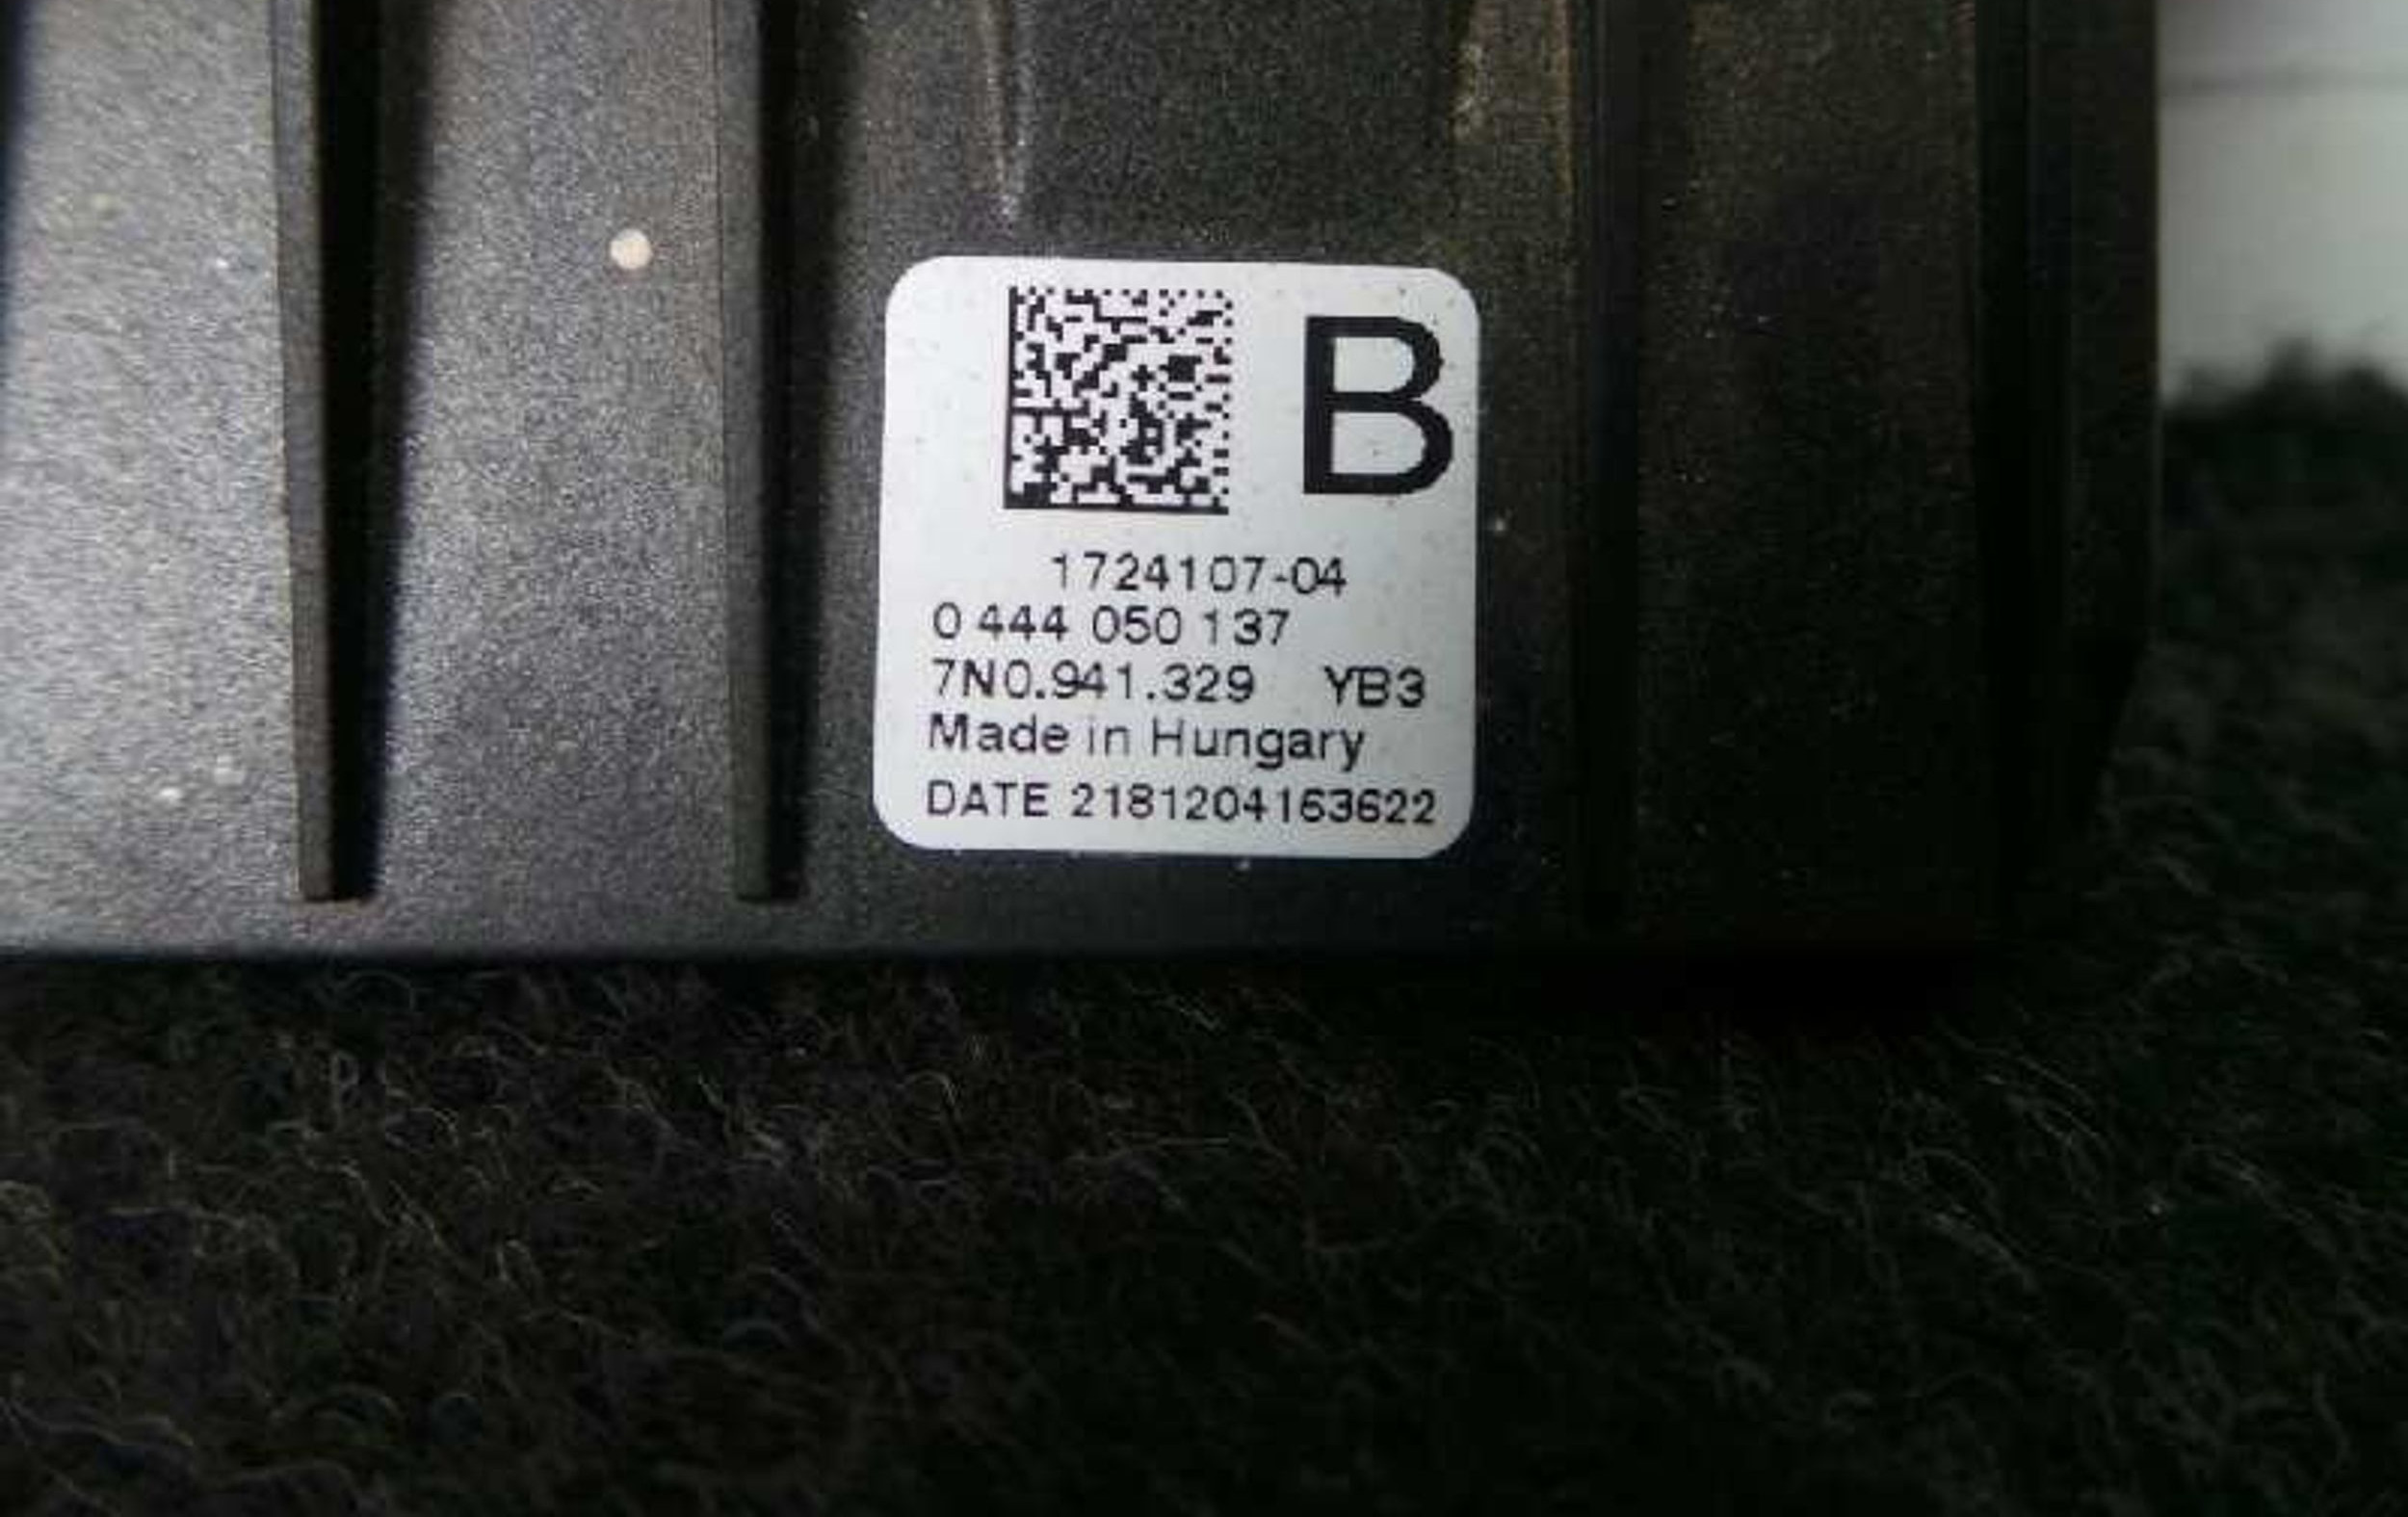 B
1724107-04
0 444 050 137
7N0.941.329 YB3
Made in Hungary
DATE 2181204163622